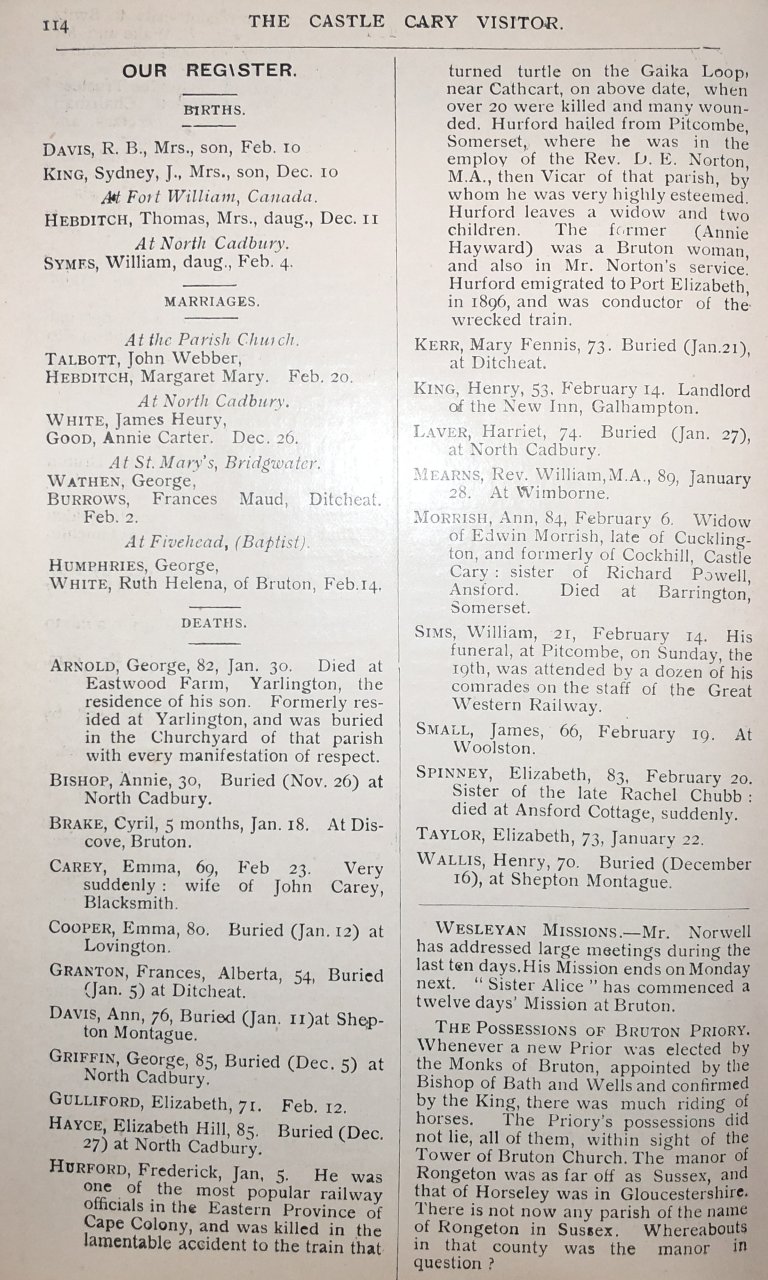 114
THE CASTLE CARY VISITOR.
OUR REGISTER.
BIRTHS.
DAVIS, R. B., Mrs., son, Feb. 10
KING, Sydney, J., Mrs., son, Dec. 10
At Fort William, Canada.
HEBDITCH, Thomas, Mrs., daug., Dec. 11
At North Cadbury.
SYMES, William, daug., Feb. 4.
MARRIAGES.
At the Parish Church.
TALBOTT, John Webber,
HEBDITCH, Margaret Mary. Feb. 20.
At North Cadbury.
WHITE, James Heury,
GOOD, Annie Carter. Dec. 26.
At St. Mary's, Bridgwater.
WATHEN, George,
BURROWS, Frances Maud, Ditcheat.
Feb. 2.
At Fivehead, (Baptist).
HUMPHRIES, George,
WHITE, Ruth Helena, of Bruton, Feb.14.
DEATHS.
ARNOLD, George, 82, Jan. 30. Died at
Eastwood Farm, Yarlington, the
residence of his son. Formerly res-
ided at Yarlington, and was buried
in the Churchyard of that parish
with every manifestation of respect.
BISHOP, Annie, 30, Buried (Nov. 26) at
North Cadbury.
BRAKE, Cyril, 5 months, Jan. 18. At Dis-
cove, Bruton.
CAREY, Emma, 69, Feb 23. Very
suddenly : wife of John Carey,
Blacksmith.
COOPER, Emma, 80. Buried (Jan. 12) at
Lovington.
GRANTON, Frances, Alberta, 54, Buried
(Jan. 5) at Ditcheat.
DAVIS, Ann, 76, Buried (Jan. 11)at Shep-
ton Montague.
GRIFFIN, George, 85, Buried (Dec. 5) at
North Cadbury.
GULLIFORD, Elizabeth, 71. Feb. 12.
HAYCE, Elizabeth Hill, 85. Buried (Dec.
27) at North Cadbury.
HURFORD, Frederick, Jan, 5. He was
one of the most popular railway
officials in the Eastern Province of
Cape Colony, and was killed in the
lamentable accident to the train that
turned turtle on the Gaika Loop,
near Cathcart, on above date, when
over 20 were killed and many woun-
ded. Hurford hailed from Pitcombe,
Somerset, where he was in the
employ of the Rev. D. E. Norton,
M.A., then Vicar of that parish, by
whom he was very highly esteemed.
Hurford leaves a widow and two
children. The former (Annie
Hayward) was a Bruton woman,
and also in Mr. Norton's service.
Hurford emigrated to Port Elizabeth,
in 1896, and was conductor of the
wrecked train.
KERR, Mary Fennis, 73. Buried (Jan.21),
at Ditcheat.
KING, Henry, 53, February 14. Landlord
of the New Inn, Galhampton.
LAVER, Harriet, 74. Buried (Jan. 27),
at North Cadbury.
MEARNS, Rev. William,M.A., 89, January
28. At Wimborne.
MORRISH, Ann, 84, February 6. Widow
of Edwin Morrish, late of Cuckling-
ton, and formerly of Cockhill, Castle
Cary : sister of Richard Powell,
Ansford. Died at Barrington,
Somerset.
SIMS, William, 21, February 14. His
funeral, at Pitcombe, on Sunday, the
19th, was attended by a dozen of his
comrades on the staff of the Great
Western Railway.
SMALL, James, 66, February 19. At
Woolston.
SPINNEY, Elizabeth, 83, February 20.
Sister of the late Rachel Chubb :
died at Ansford Cottage, suddenly.
TAYLOR, Elizabeth, 73, January 22.
WALLIS, Henry, 70. Buried (December
16), at Shepton Montague.
WESLEYAN MISSIONS.—Mr. Norwell
has addressed large meetings during the
last ten days.His Mission ends on Monday
next. "Sister Alice" has commenced a
twelve days' Mission at Bruton.
THE POSSESSIONS OF BRUTON PRIORY.
Whenever a new Prior was elected by
the Monks of Bruton, appointed by the
Bishop of Bath and Wells and confirmed
by the King, there was much riding of
horses. The Priory's possessions did
not lie, all of them, within sight of the
Tower of Bruton Church. The manor of
Rongeton was as far off as Sussex, and
that of Horseley was in Gloucestershire.
There is not now any parish of the name
of Rongeton in Sussex. Whereabouts
in that county was the manor in
question ?